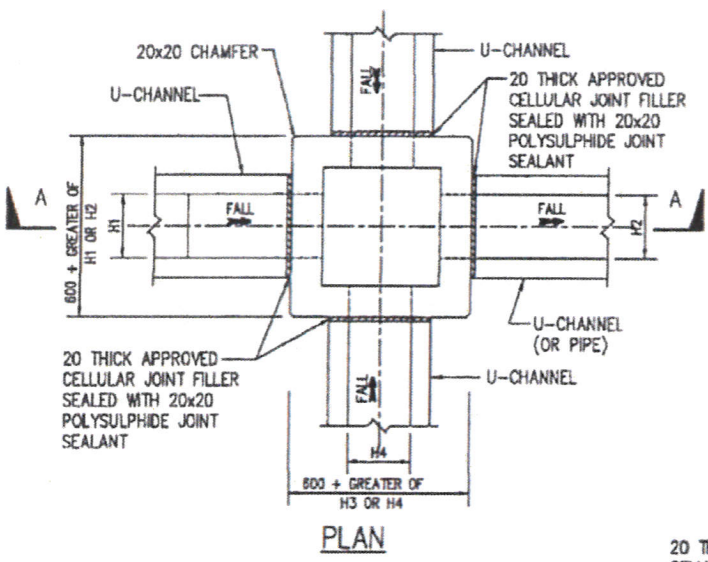 20x20 CHAMFER
U-CHANNEL
U-CHANNEL
20 THICK APPROVED
CELLULAR JOINT FILLER
SEALED WITH 20x20
POLYSULPHIDE JOINT
SEALANT
FALL
A
600 + GREATER OF
H1 OR H2
H1
FALL
FALL
H2
A
U-CHANNEL
(OR PIPE)
20 THICK APPROVED
CELLULAR JOINT FILLER
SEALED WITH 20x20
POLYSULPHIDE JOINT
SEALANT
FALL
U-CHANNEL
H4
600 + GREATER OF
H3 OR H4
PLAN
20